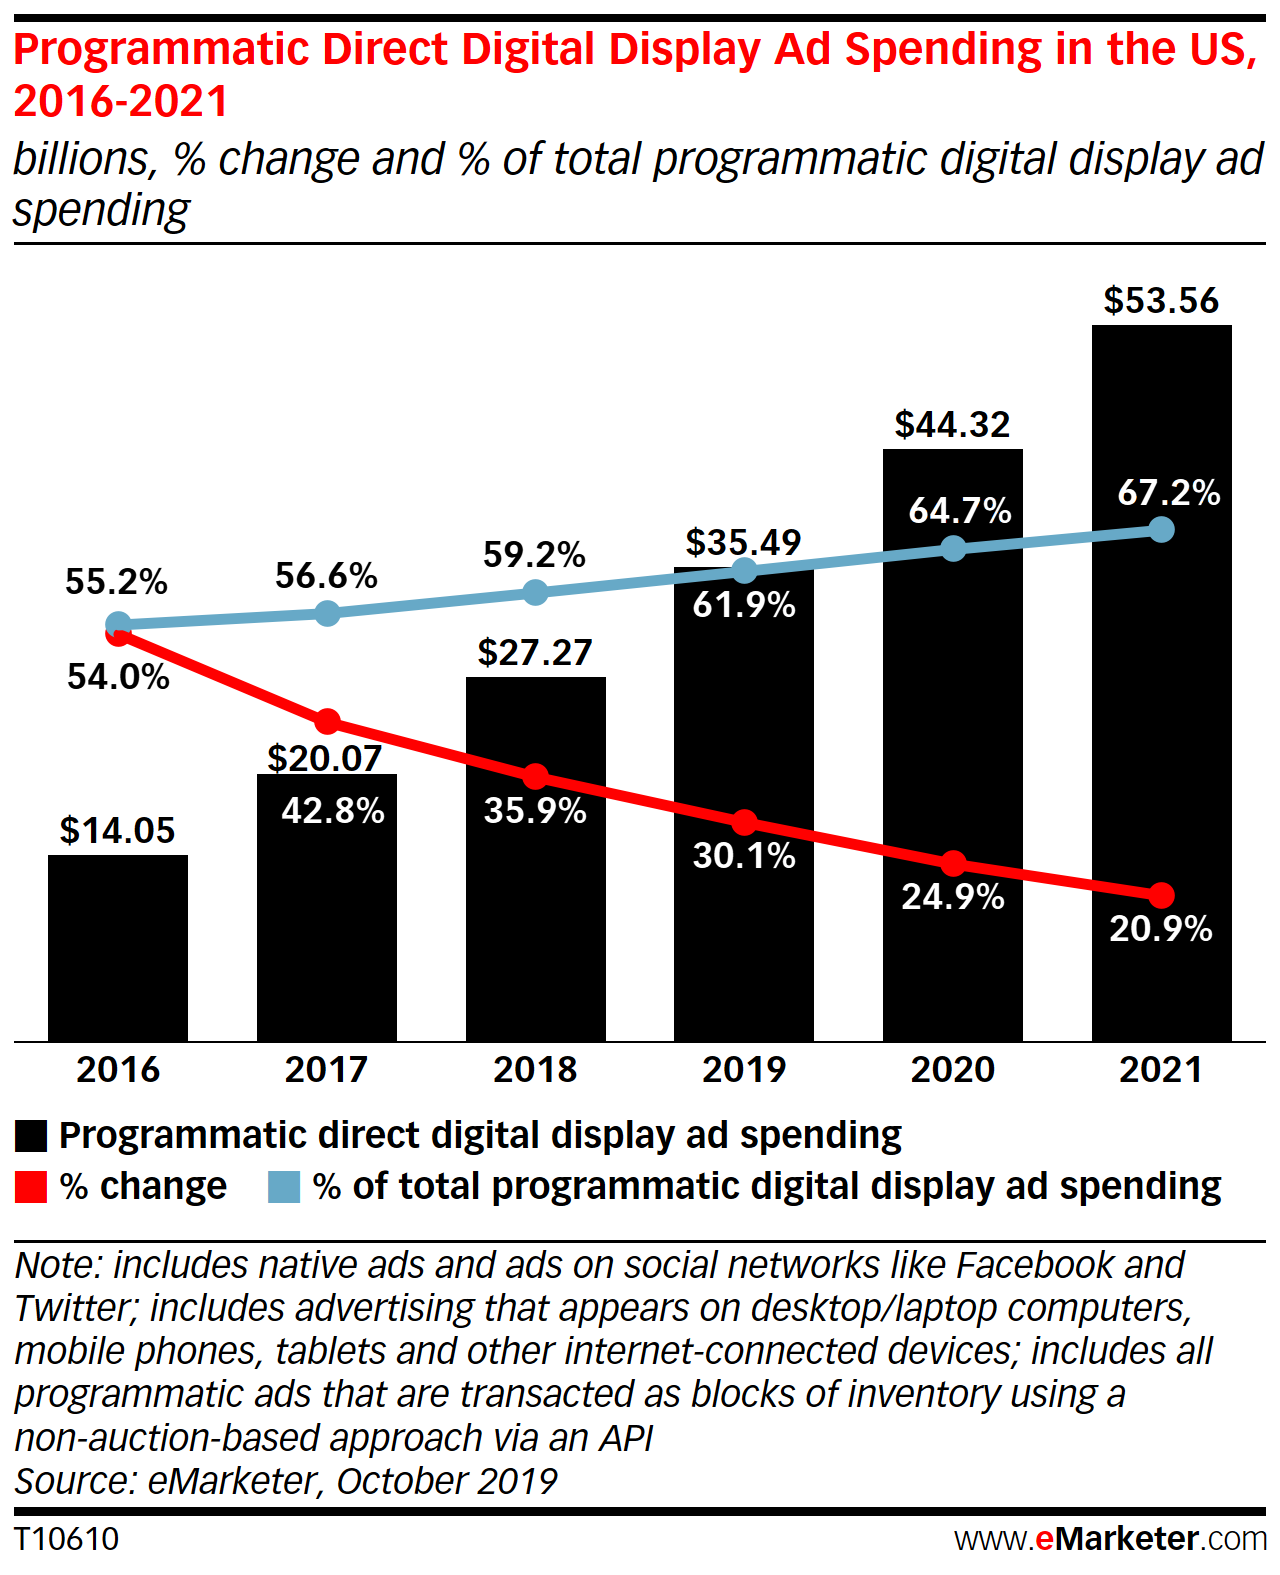 Programmatic Direct Digital Display Ad Spending in the US,
2016-2021
billions, % change and % of total programmatic digital display ad
spending
$53.56
$44.32
67.2%
64.7%
$35.49
59.2%
56.6%
55.2%
61.9%
$27.27
54.0%
$20.07
42.8%
35.9%
$14.05
30.1%
24.9%
20.9%
2016 2017 2018 2019 2020 2021
Programmatic direct digital display ad spending
% change % of total programmatic digital display ad spending
Note: includes native ads and ads on social networks like Facebook and
Twitter; includes advertising that appears on desktop/laptop computers,
mobile phones, tablets and other internet-connected devices; includes all
programmatic ads that are transacted as blocks of inventory using a
non-auction-based approach via an API
Source: eMarketer, October 2019
T10610 www.eMarketer.com